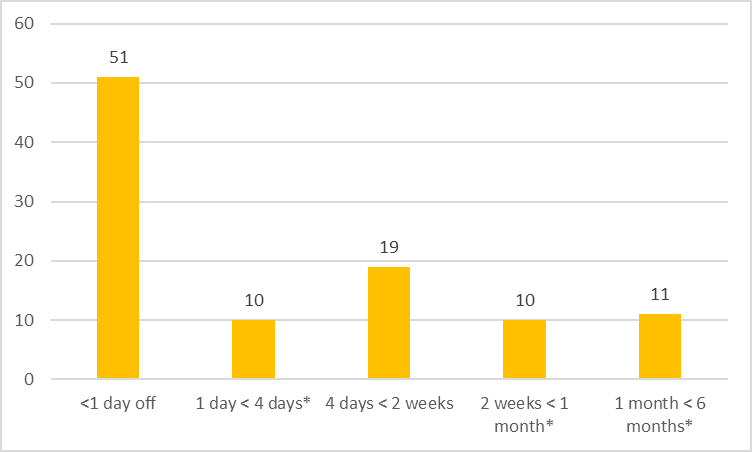 60
50
40
30
20
10
0
51
10
19
10
11
<1 day off
1 day < 4 days*
4 days < 2 weeks
2 weeks < 1
month*
1 month < 6
months*